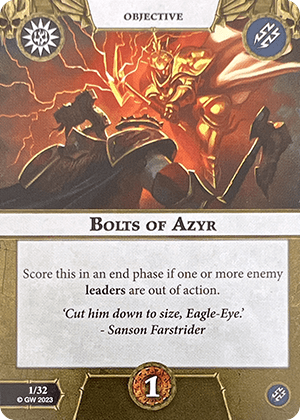 OBJECTIVE
BOLTS OF AZYR
Score this in an end phase if one or more enemy
leaders are out of action.
‘Cut him down to size, Eagle-Eye.’
- Sanson Farstrider
1/32
© GW 2023
1